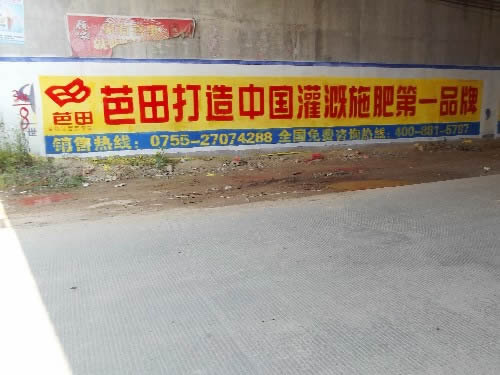 芭田打造中国灌溉施肥第一品牌
芭田
销售热线：0755-27074288 全国免费咨询热线：400-881-5797